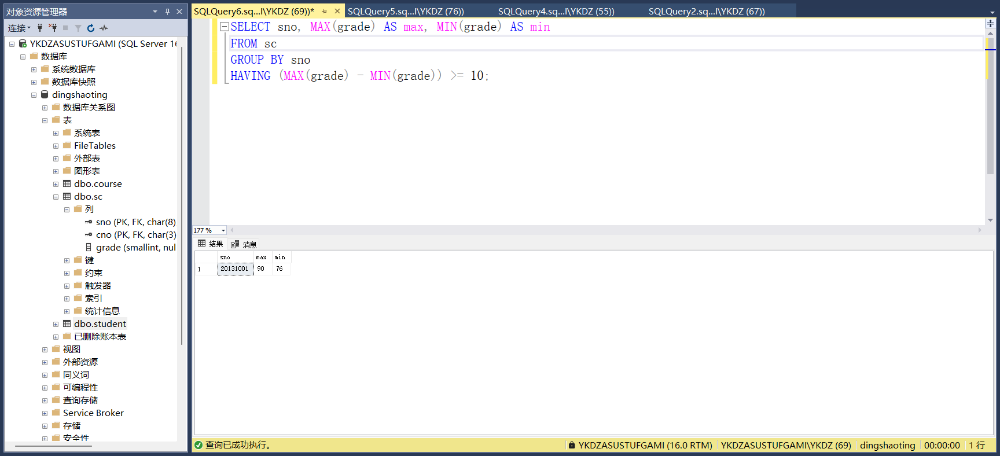 对象资源管理器
连接
YKDZASUSTUFGAMI (SQL Server 16
数据库
系统数据库
数据库快照
dingshaoting
数据库关系图
表
系统表
FileTables
外部表
图形表
dbo.course
dbo.sc
列
sno (PK, FK, char(8)
cno (PK, FK, char(3)
grade (smallint, nul
键
约束
触发器
索引
统计信息
dbo.student
已删除账本表
视图
外部资源
同义词
可编程性
查询存储
Service Broker
存储
安全性
SQLQuery6.sq...I\YKDZ (69))* SQLQuery5.sq...I\YKDZ (76)) SQLQuery4.sq...I\YKDZ (55)) SQLQuery2.sq...I\YKDZ (67))
SELECT sno, MAX(grade) AS max, MIN(grade) AS min
FROM sc
GROUP BY sno
HAVING (MAX(grade) - MIN(grade)) >= 10;
177 %
结果 消息
sno max min
1 20131001 90 76
查询已成功执行。 YKDZASUSTUFGAMI (16.0 RTM) YKDZASUSTUFGAMI\YKDZ (69) dingshaoting 00:00:00 1 行